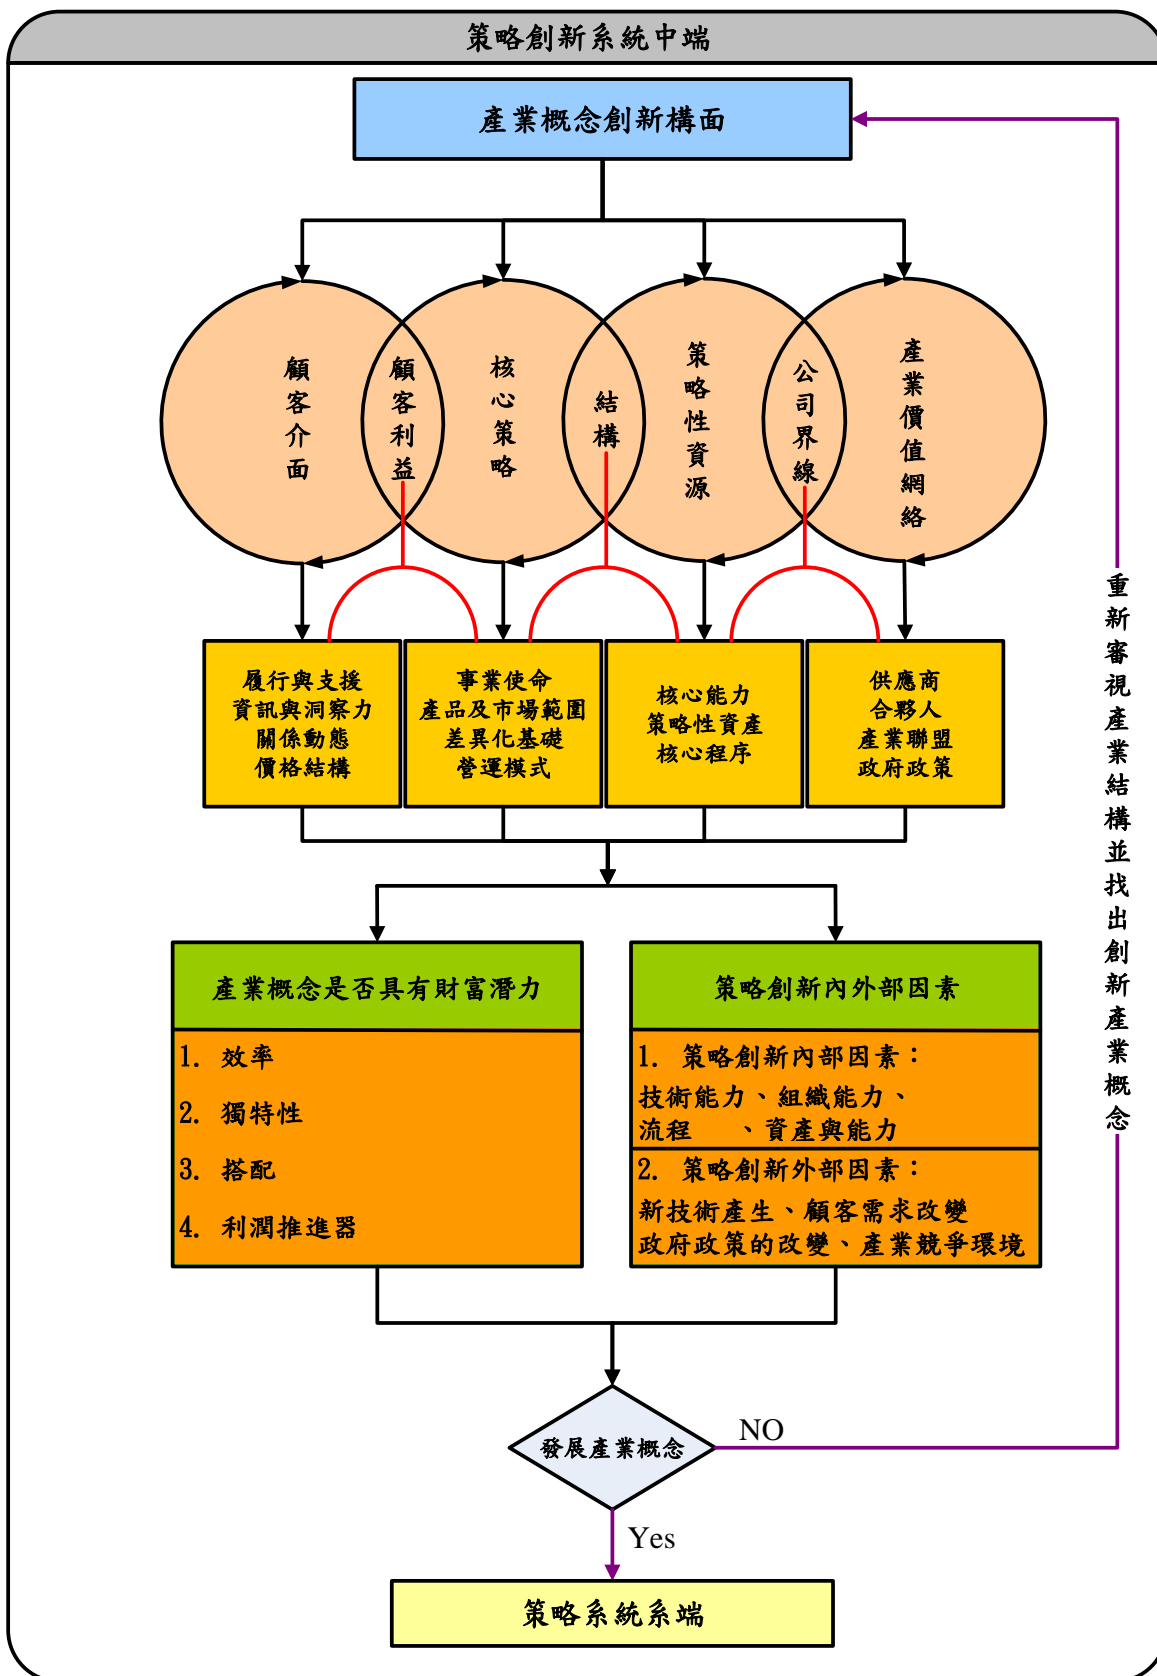 策略創新系統中端
產業概念創新構面
顧客介面
顧客利益
核心策略
結構
策略性資源
公司界線
產業價值網絡
履行與支援
資訊與洞察力
關係動態
價格結構
事業使命
產品及市場範圍
差異化基礎
營運模式
核心能力
策略性資產
核心程序
供應商
合夥人
產業聯盟
政府政策
重新審視產業結構並找出創新產業概念
產業概念是否具有財富潛力
1. 效率
2. 獨特性
3. 搭配
4. 利潤推進器
策略創新內外部因素
1. 策略創新內部因素：
技術能力、組織能力、
流程 、資產與能力
2. 策略創新外部因素：
新技術產生、顧客需求改變
政府政策的改變、產業競爭環境
發展產業概念
NO
Yes
策略系統系端